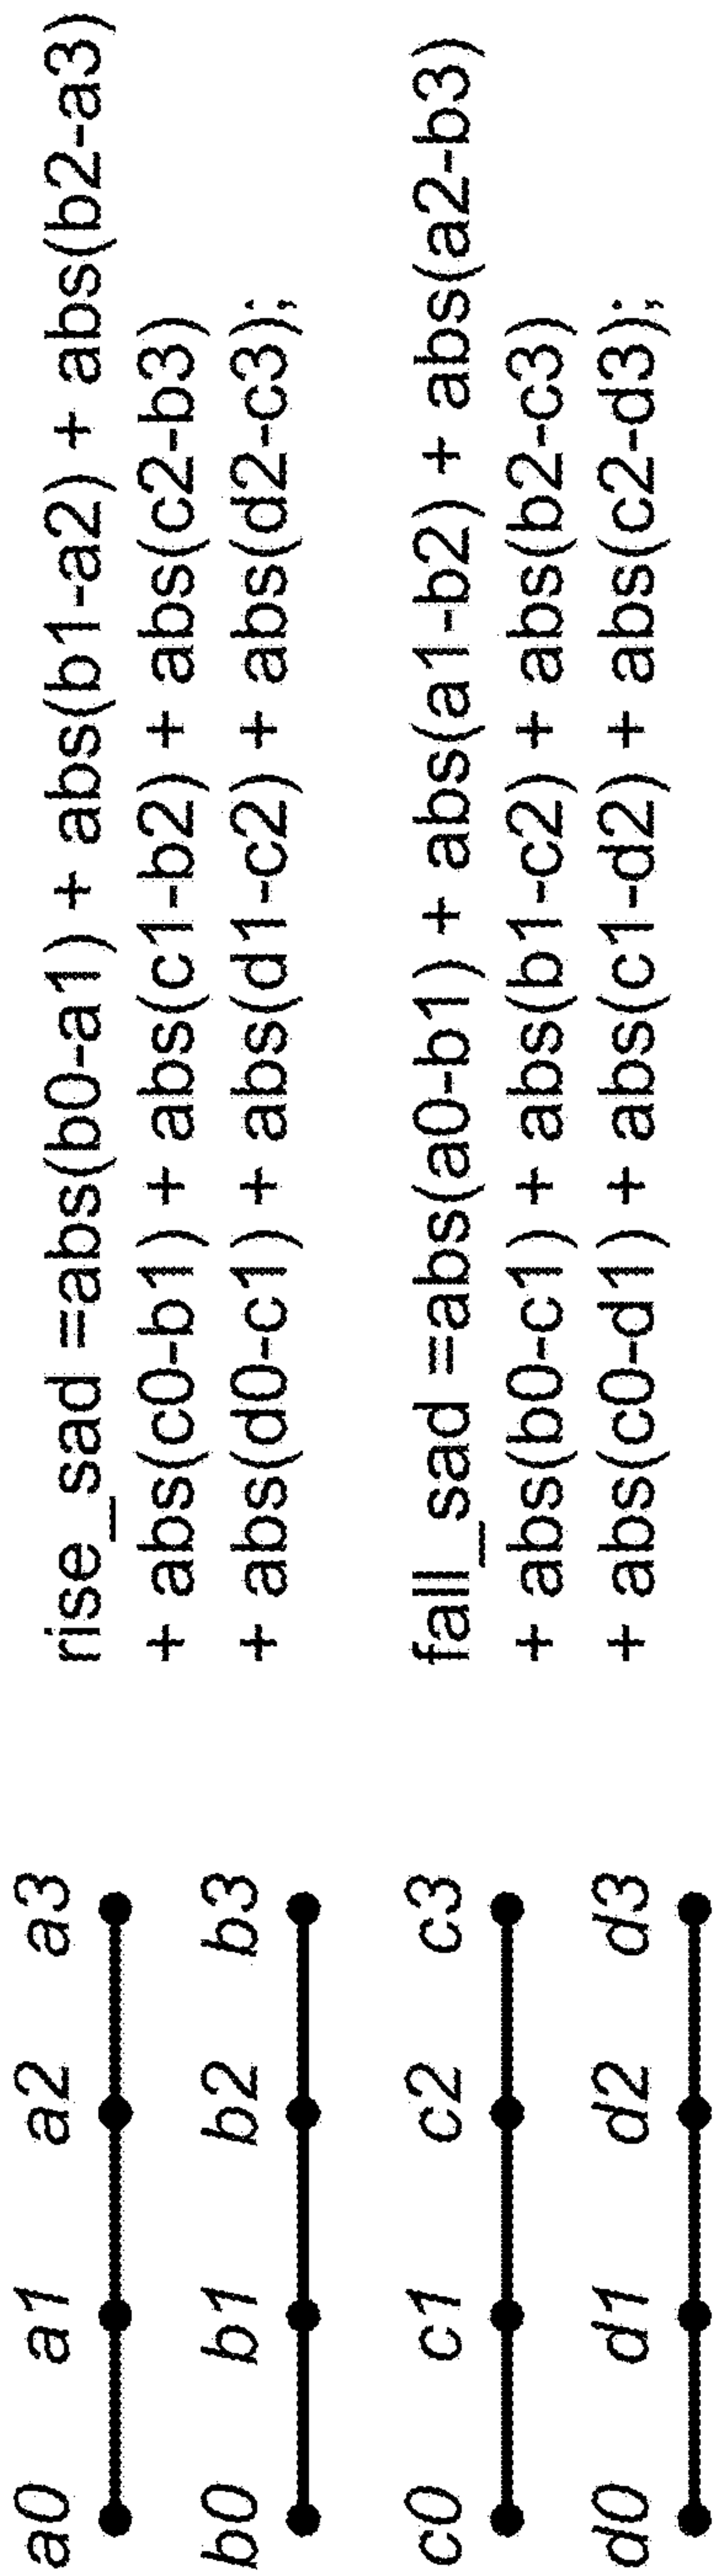 a0 a1 a2 a3
b0 b1 b2 b3
c0 c1 c2 c3
d0 d1 d2 d3
rise_sad =abs(b0-a1) + abs(b1-a2) + abs(b2-a3)
+ abs(c0-b1) + abs(c1-b2) + abs(c2-b3)
+ abs(d0-c1) + abs(d1-c2) + abs(d2-c3);
fall_sad =abs(a0-b1) + abs(a1-b2) + abs(a2-b3)
+ abs(b0-c1) + abs(b1-c2) + abs(b2-c3)
+ abs(c0-d1) + abs(c1-d2) + abs(c2-d3);